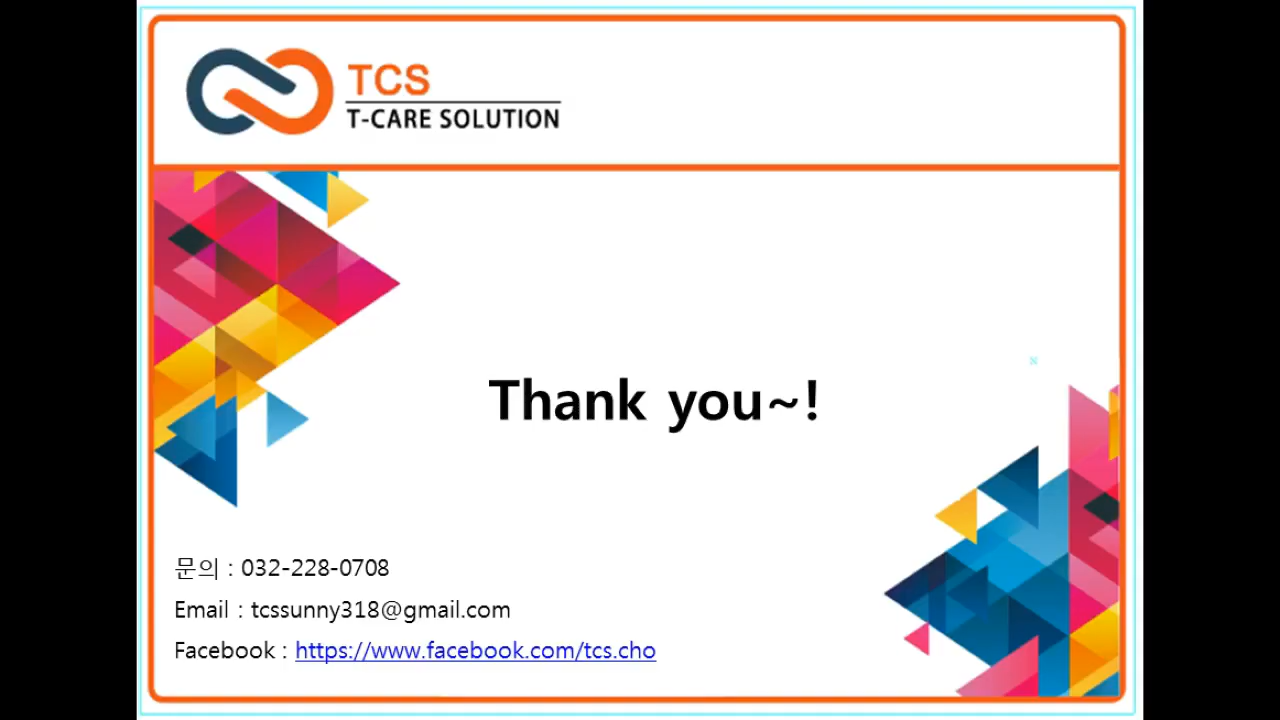 TCS
T-CARE SOLUTION
Thank you~!
문의 : 032-228-0708
Email : tcssunny318@gmail.com
Facebook : https://www.facebook.com/tcs.cho